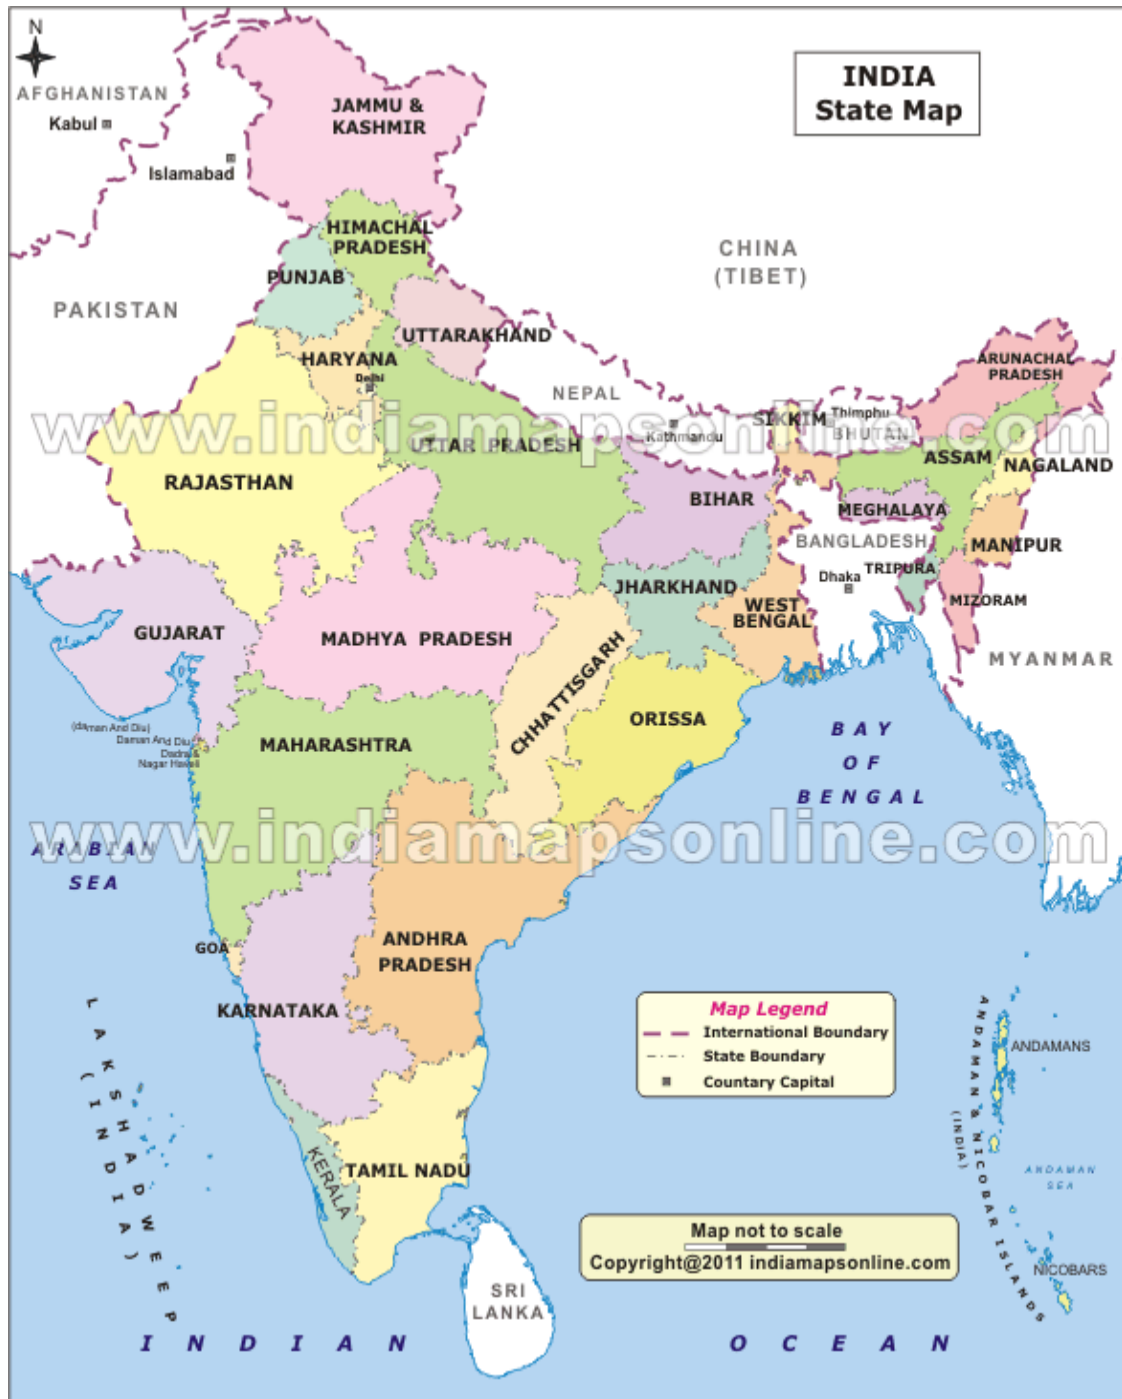 N
INDIA
State Map
AFGHANISTAN
Kabul
JAMMU &
KASHMIR
Islamabad
HIMACHAL
PRADESH
CHINA
(TIBET)
PUNJAB
PAKISTAN
UTTARAKHAND
HARYANA
Delhi
ARUNACHAL
PRADESH
NEPAL
SIKKIM
Thimphu
BHUTAN
www.indiamapsonline.com
Kathmandu
UTTAR PRADESH
ASSAM
NAGALAND
RAJASTHAN
BIHAR
MEGHALAYA
BANGLADESH
MANIPUR
TRIPURA
Dhaka
JHARKHAND
MIZORAM
WEST
BENGAL
GUJARAT
MADHYA PRADESH
MYANMAR
CHHATTISGARH
ORISSA
(daman And Diu)
Daman And Diu
Dadra &
Nagar Haveli
MAHARASHTRA
BAY
OF
BENGAL
www.indiamapsonline.com
ARABIAN
SEA
GOA
ANDHRA
PRADESH
KARNATAKA
LAKSHADWEEP
(INDIA)
Map Legend
International Boundary
State Boundary
Countary Capital
ANDAMANS
ANDAMAN & NICOBAR ISLANDS
(INDIA)
ANDAMAN
SEA
KERALA
TAMIL NADU
Map not to scale
Copyright@2011 indiamapsonline.com
NICOBARS
SRI
LANKA
INDIAN OCEAN